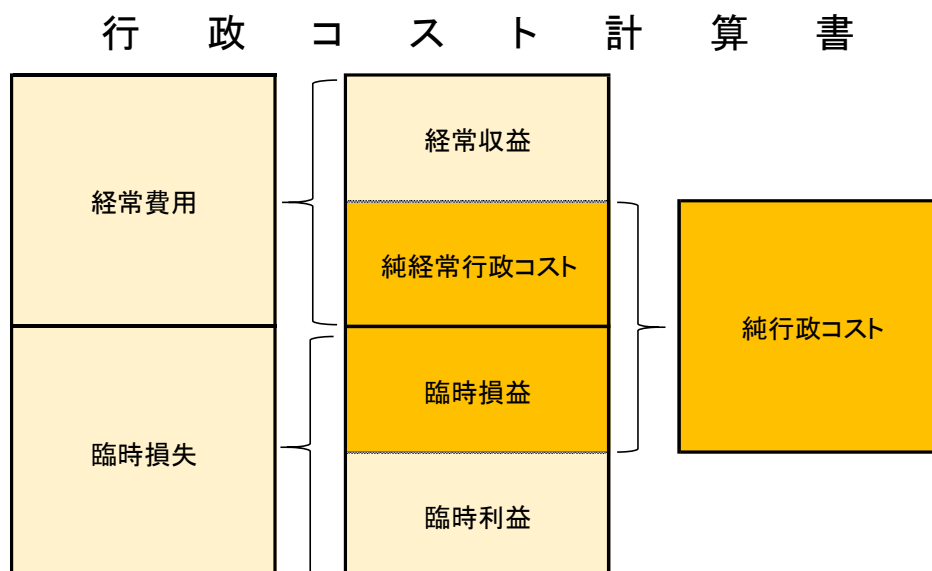 行政コスト計算書
経常費用
経常収益
純経常行政コスト
純行政コスト
臨時損益
臨時損失
臨時利益